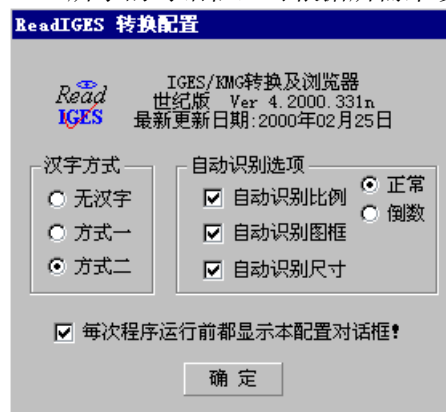 ReadIGES 转换配置
Read
IGES
IGES/KMG转换及浏览器
世纪版 Ver 4.2000.331n
最新更新日期:2000年02月25日
汉字方式
无汉字
方式一
方式二
自动识别选项
自动识别比例
正常
倒数
自动识别图框
自动识别尺寸
每次程序运行前都显示本配置对话框!
确 定